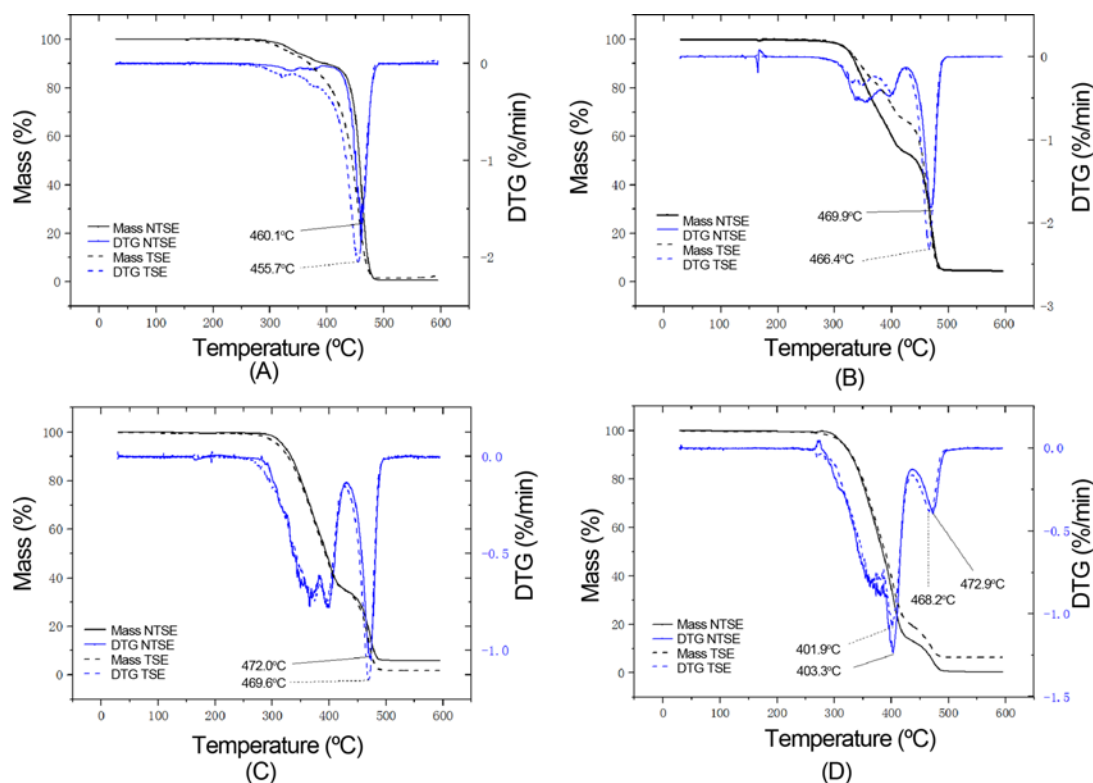 100
80
60
40
20
0
Mass (%)
0
-1
-2
DTG (%/min)
Mass NTSE
DTG NTSE
Mass TSE
DTG TSE
460.1ºC
455.7ºC
0 100 200 300 400 500 600
Temperature (ºC)
(A)
100
80
60
40
20
0
Mass (%)
0
-1
-2
-3
DTG (%/min)
Mass NTSE
DTG NTSE
Mass TSE
DTG TSE
469.9ºC
466.4ºC
0 100 200 300 400 500 600
Temperature (ºC)
(B)
100
80
60
40
20
0
Mass (%)
0.0
-0.5
-1.0
DTG (%/min)
Mass NTSE
DTG NTSE
Mass TSE
DTG TSE
472.0ºC
469.6ºC
0 100 200 300 400 500 600
Temperature (ºC)
(C)
100
80
60
40
20
0
Mass (%)
0.0
-0.5
-1.0
-1.5
DTG (%/min)
Mass NTSE
DTG NTSE
Mass TSE
DTG TSE
472.9ºC
468.2ºC
401.9ºC
403.3ºC
0 100 200 300 400 500 600
Temperature (ºC)
(D)